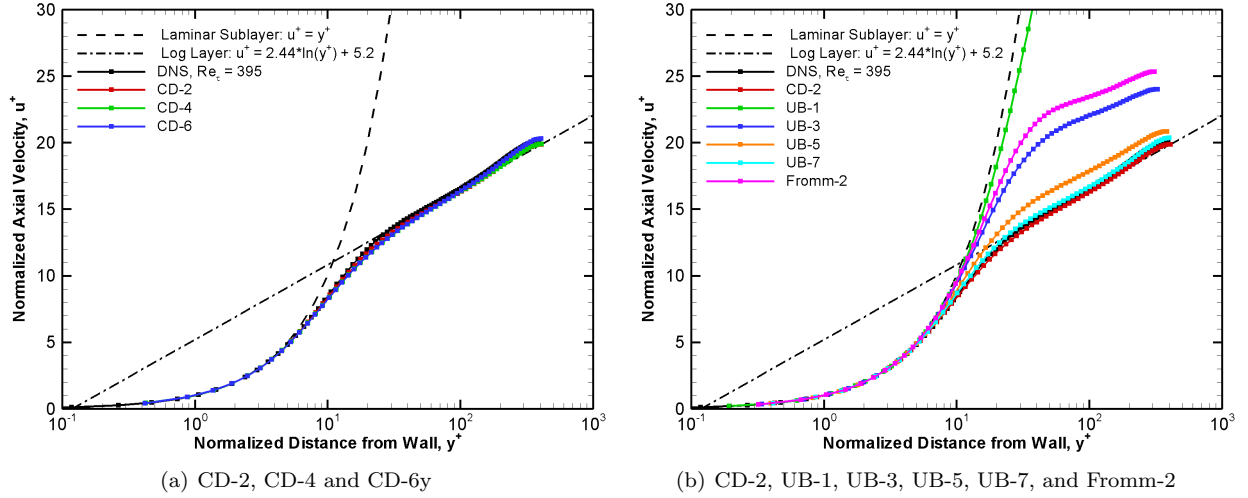 30
25
20
15
10
5
0
Normalized Axial Velocity, u+
Laminar Sublayer: u+ = y+
Log Layer: u+ = 2.44*ln(y+) + 5.2
DNS, Reτ = 395
CD-2
CD-4
CD-6
10-1
100
101
102
103
Normalized Distance from Wall, y+
(a) CD-2, CD-4 and CD-6y
30
25
20
15
10
5
0
Normalized Axial Velocity, u+
Laminar Sublayer: u+ = y+
Log Layer: u+ = 2.44*ln(y+) + 5.2
DNS, Reτ = 395
CD-2
UB-1
UB-3
UB-5
UB-7
Fromm-2
10-1
100
101
102
103
Normalized Distance from Wall, y+
(b) CD-2, UB-1, UB-3, UB-5, UB-7, and Fromm-2